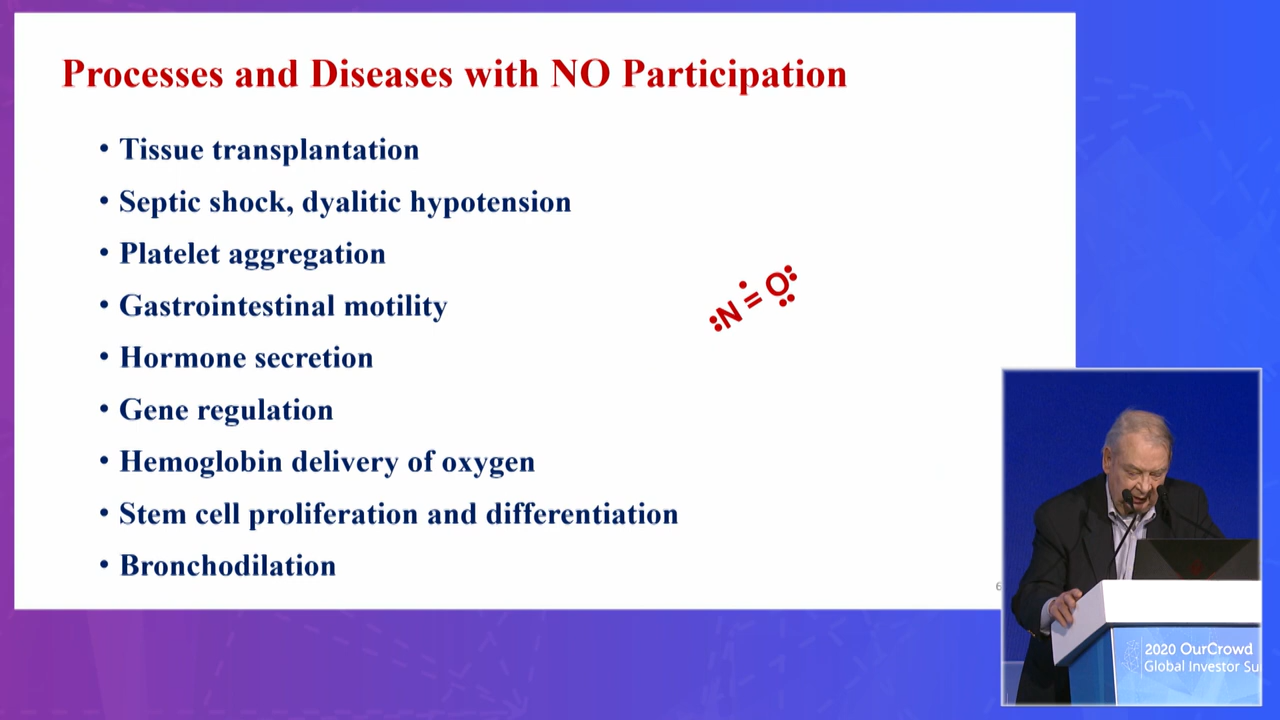 Processes and Diseases with NO Participation
• Tissue transplantation
• Septic shock, dyalitic hypotension
• Platelet aggregation
• Gastrointestinal motility
• Hormone secretion
• Gene regulation
• Hemoglobin delivery of oxygen
• Stem cell proliferation and differentiation
• Bronchodilation
:N = O:
6
2020 OurCrowd
Global Investor Su